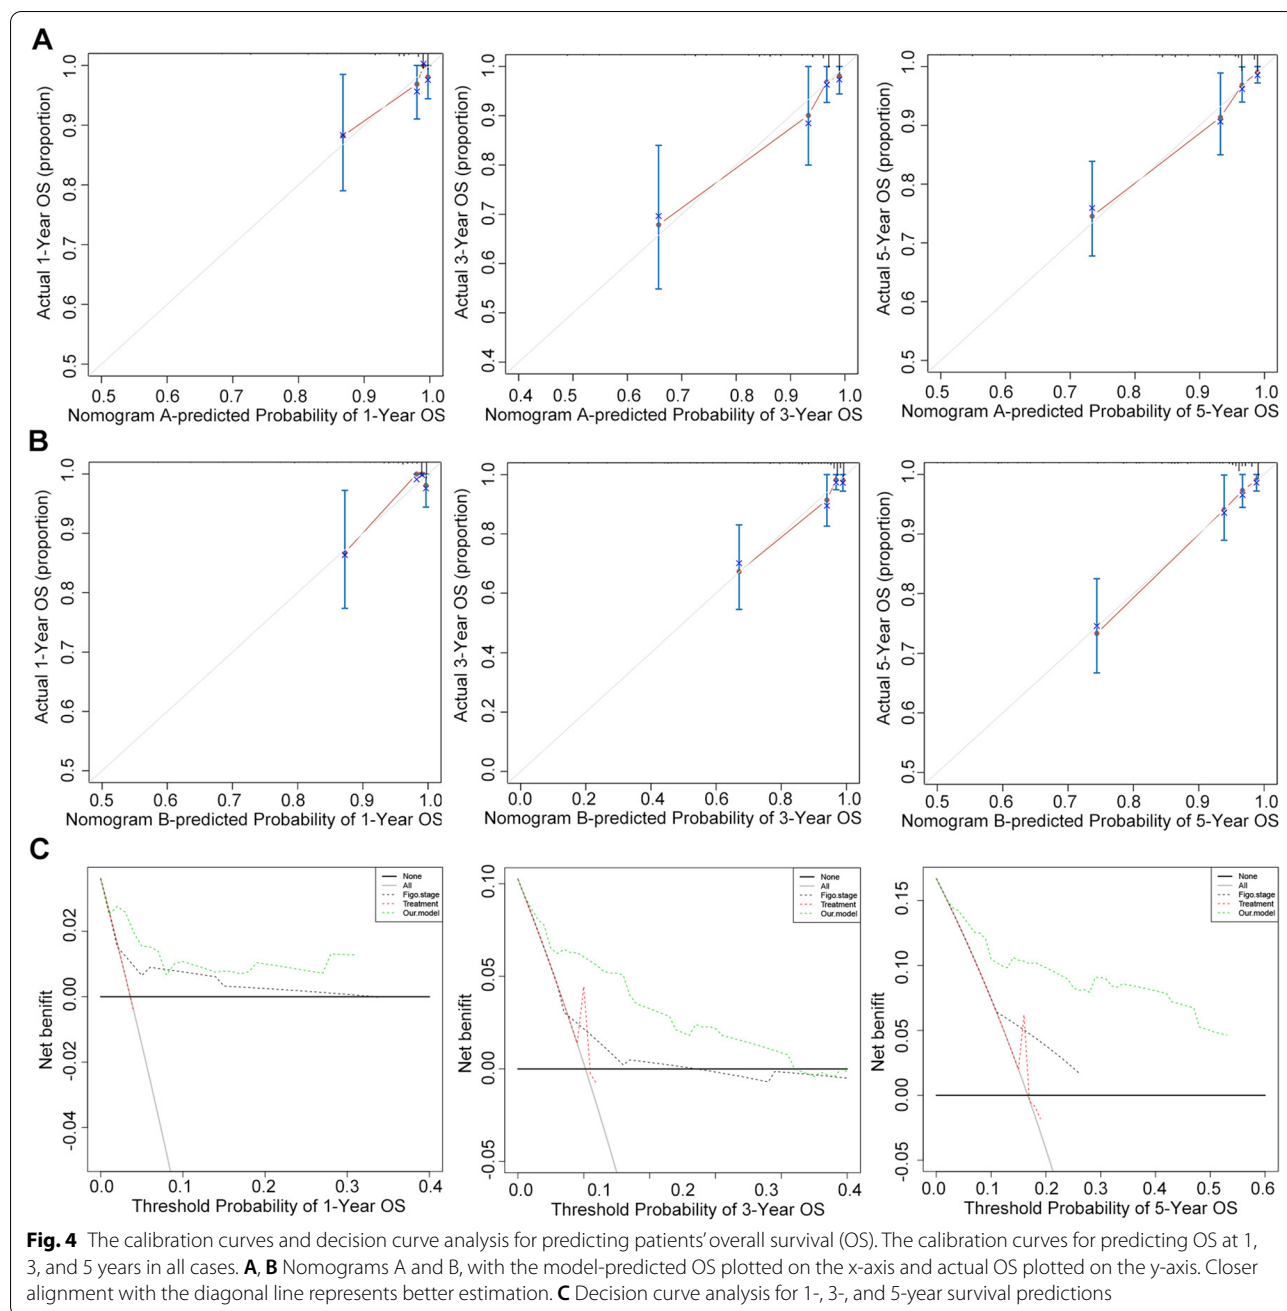 A
Actual 1-Year OS (proportion)
1.0
0.9
0.8
0.7
0.6
0.5
0.5 0.6 0.7 0.8 0.9 1.0
Nomogram A-predicted Probability of 1-Year OS
Actual 3-Year OS (proportion)
1.0
0.9
0.8
0.7
0.6
0.5
0.4
0.4 0.5 0.6 0.7 0.8 0.9 1.0
Nomogram A-predicted Probability of 3-Year OS
Actual 5-Year OS (proportion)
1.0
0.9
0.8
0.7
0.6
0.5
0.5 0.6 0.7 0.8 0.9 1.0
Nomogram A-predicted Probability of 5-Year OS
B
Actual 1-Year OS (proportion)
1.0
0.9
0.8
0.7
0.6
0.5
0.5 0.6 0.7 0.8 0.9 1.0
Nomogram B-predicted Probability of 1-Year OS
Actual 3-Year OS (proportion)
1.0
0.8
0.6
0.4
0.2
0.0
0.0 0.2 0.4 0.6 0.8 1.0
Nomogram B-predicted Probability of 3-Year OS
Actual 5-Year OS (proportion)
1.0
0.9
0.8
0.7
0.6
0.5
0.5 0.6 0.7 0.8 0.9 1.0
Nomogram B-predicted Probability of 5-Year OS
C
Net benifit
0.02
0.00
-0.02
-0.04
None
All
Figo.stage
Treatment
Our.model
0.0 0.1 0.2 0.3 0.4
Threshold Probability of 1-Year OS
Net benifit
0.10
0.05
0.00
-0.05
None
All
Figo.stage
Treatment
Our.model
0.0 0.1 0.2 0.3 0.4
Threshold Probability of 3-Year OS
Net benifit
0.15
0.10
0.05
0.00
-0.05
None
All
Figo.stage
Treatment
Our.model
0.0 0.1 0.2 0.3 0.4 0.5 0.6
Threshold Probability of 5-Year OS
Fig. 4 The calibration curves and decision curve analysis for predicting patients' overall survival (OS). The calibration curves for predicting OS at 1,
3, and 5 years in all cases. A, B Nomograms A and B, with the model-predicted OS plotted on the x-axis and actual OS plotted on the y-axis. Closer
alignment with the diagonal line represents better estimation. C Decision curve analysis for 1-, 3-, and 5-year survival predictions